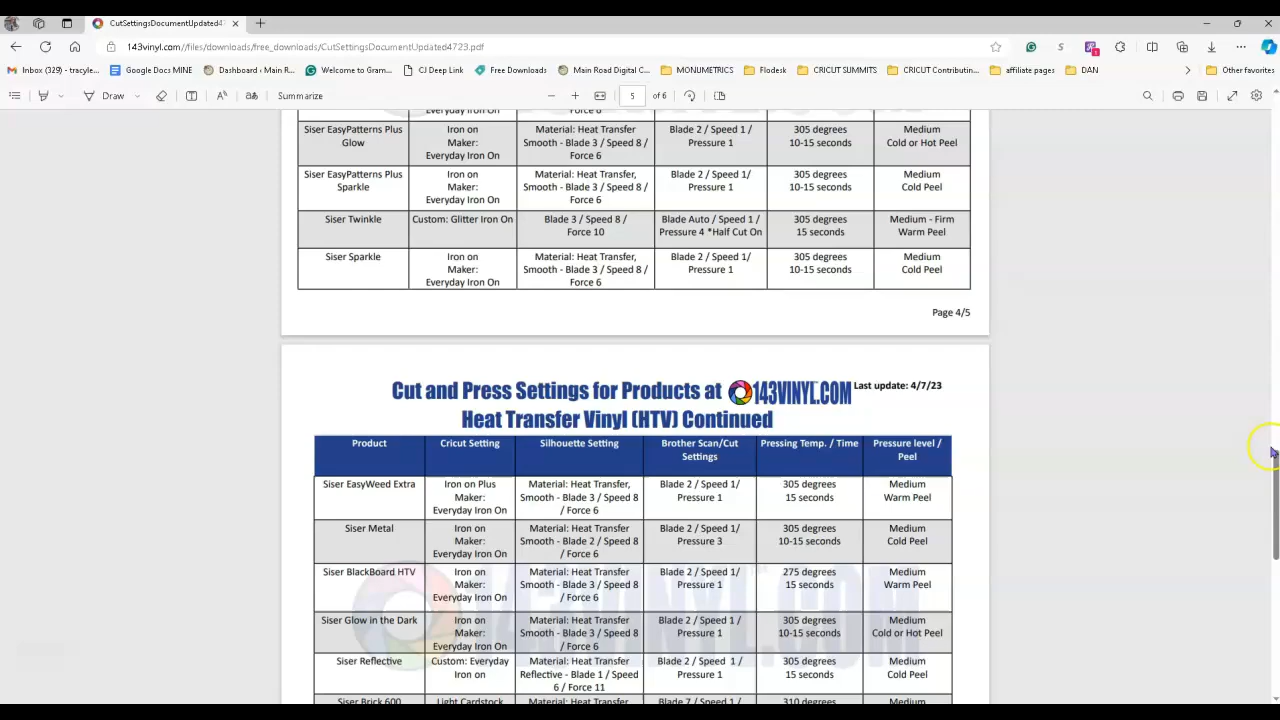 CutSettingsDocumentUpdated4
143vinyl.com//files/downloads/free_downloads/CutSettingsDocumentUpdated4723.pdf
Inbox (329) - tracyle...
Google Docs MINE
Dashboard ‹ Main R...
Welcome to Gram...
CJ Deep Link
Free Downloads
Main Road Digital C...
MONUMETRICS
Flodesk
CRICUT SUMMITS
CRICUT Contributin...
affiliate pages
DAN
Other favorites
Draw
Summarize
5 of 6
Force 6
Siser EasyPatterns Plus
Glow
Iron on
Maker:
Everyday Iron On
Material: Heat Transfer
Smooth - Blade 3 / Speed 8 /
Force 6
Blade 2 / Speed 1 /
Pressure 1
305 degrees
10-15 seconds
Medium
Cold or Hot Peel
Siser EasyPatterns Plus
Sparkle
Iron on
Maker:
Everyday Iron On
Material: Heat Transfer,
Smooth - Blade 3 / Speed 8 /
Force 6
Blade 2 / Speed 1/
Pressure 1
305 degrees
10-15 seconds
Medium
Cold Peel
Siser Twinkle
Custom: Glitter Iron On
Blade 3 / Speed 8 /
Force 10
Blade Auto / Speed 1 /
Pressure 4 *Half Cut On
305 degrees
15 seconds
Medium - Firm
Warm Peel
Siser Sparkle
Iron on
Maker:
Everyday Iron On
Material: Heat Transfer,
Smooth - Blade 3 / Speed 8 /
Force 6
Blade 2 / Speed 1/
Pressure 1
305 degrees
10-15 seconds
Medium
Cold Peel
Page 4/5
Cut and Press Settings for Products at 143VINYL.COM
Last update: 4/7/23
Heat Transfer Vinyl (HTV) Continued
Product
Cricut Setting
Silhouette Setting
Brother Scan/Cut
Settings
Pressing Temp. / Time
Pressure level /
Peel
Siser EasyWeed Extra
Iron on Plus
Maker:
Everyday Iron On
Material: Heat Transfer,
Smooth - Blade 3 / Speed 8
/ Force 6
Blade 2 / Speed 1/
Pressure 1
305 degrees
15 seconds
Medium
Warm Peel
Siser Metal
Iron on
Maker:
Everyday Iron On
Material: Heat Transfer
Smooth - Blade 2 / Speed 8
/ Force 6
Blade 2 / Speed 1/
Pressure 3
305 degrees
10-15 seconds
Medium
Cold Peel
Siser BlackBoard HTV
Iron on
Maker:
Everyday Iron On
Material: Heat Transfer
Smooth - Blade 3 / Speed 8
/ Force 6
Blade 2 / Speed 1/
Pressure 1
275 degrees
15 seconds
Medium
Warm Peel
Siser Glow in the Dark
Iron on
Maker:
Everyday Iron On
Material: Heat Transfer
Smooth - Blade 3 / Speed 8
/ Force 6
Blade 2 / Speed 1 /
Pressure 1
305 degrees
10-15 seconds
Medium
Cold or Hot Peel
Siser Reflective
Custom: Everyday
Iron on
Material: Heat Transfer
Reflective - Blade 1 / Speed
6 / Force 11
Blade 2 / Speed 1 /
Pressure 1
305 degrees
15 seconds
Medium
Cold Peel
Siser Brick 600
Light Cardstock
Material: Heat Transfer
Blade 7 / Speed 1/
310 degrees
Medium